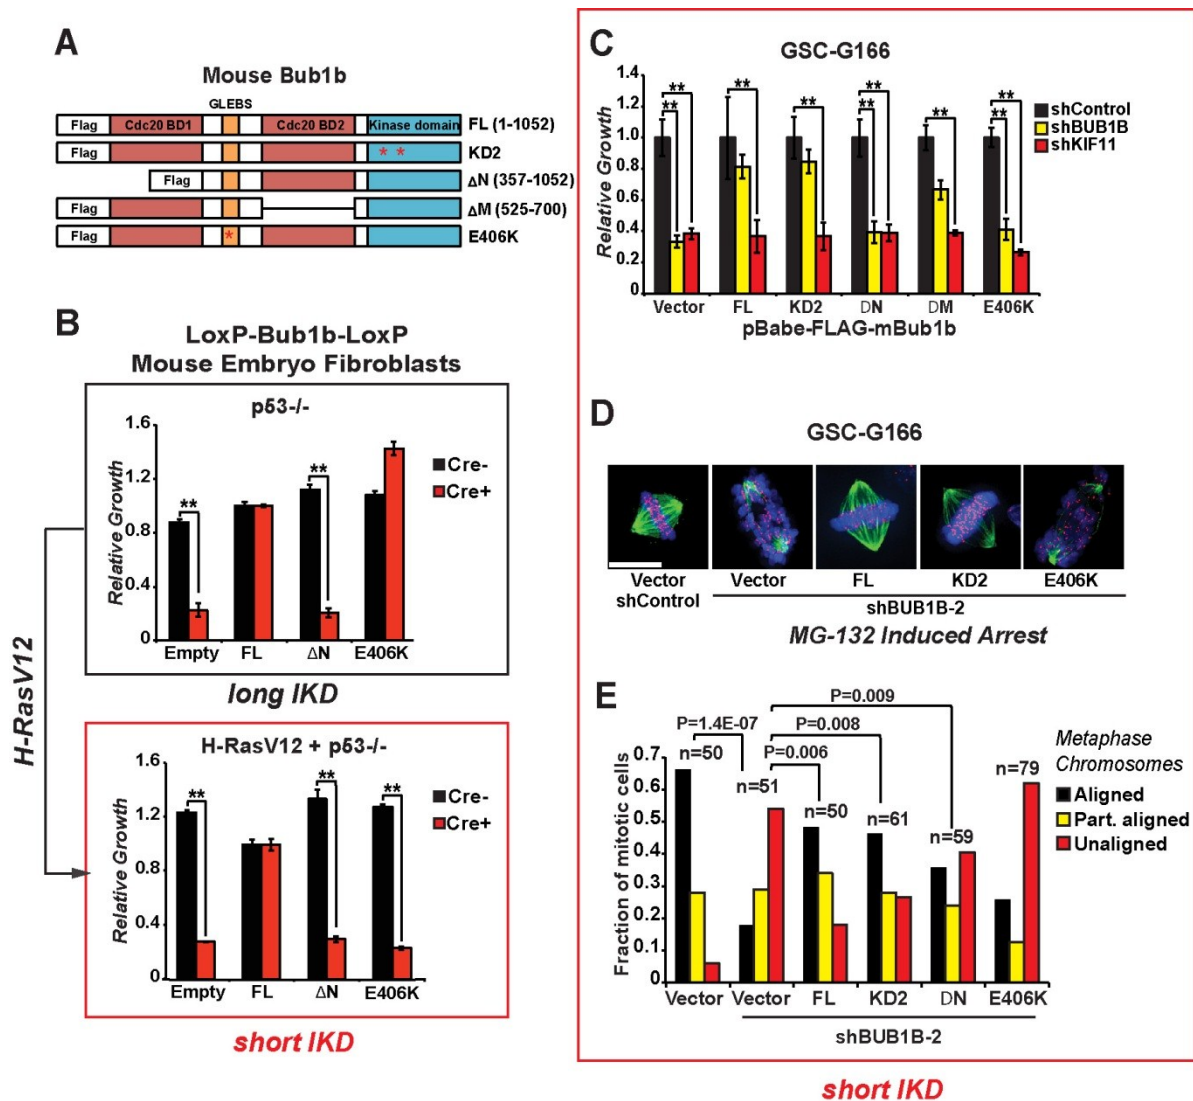 A
Mouse Bub1b
GLEBS
Flag Cdc20 BD1 Cdc20 BD2 Kinase domain FL (1-1052)
Flag * * KD2
Flag ΔN (357-1052)
Flag ΔM (525-700)
Flag * E406K
B
LoxP-Bub1b-LoxP
Mouse Embryo Fibroblasts
p53-/-
1.6
1.2
0.8
0.4
0
Relative Growth
** **
Cre-
Cre+
Empty FL ΔN E406K
long IKD
H-RasV12
H-RasV12 + p53-/-
1.6
1.2
0.8
0.4
0
Relative Growth
** ** **
Cre-
Cre+
Empty FL ΔN E406K
short IKD
C
GSC-G166
1.4
1.2
1.0
0.8
0.6
0.4
0.2
0
Relative Growth
** ** ** ** ** ** ** ** **
shControl
shBUB1B
shKIF11
Vector FL KD2 DN DM E406K
pBabe-FLAG-mBub1b
D
GSC-G166
Vector
shControl
Vector FL KD2 E406K
shBUB1B-2
MG-132 Induced Arrest
E
P=0.009
P=1.4E-07 P=0.008
P=0.006
0.7
0.6
0.5
0.4
0.3
0.2
0.1
0
Fraction of mitotic cells
n=50 n=51 n=50 n=61 n=59 n=79
Metaphase
Chromosomes
Aligned
Part. aligned
Unaligned
Vector Vector FL KD2 DN E406K
shBUB1B-2
short IKD